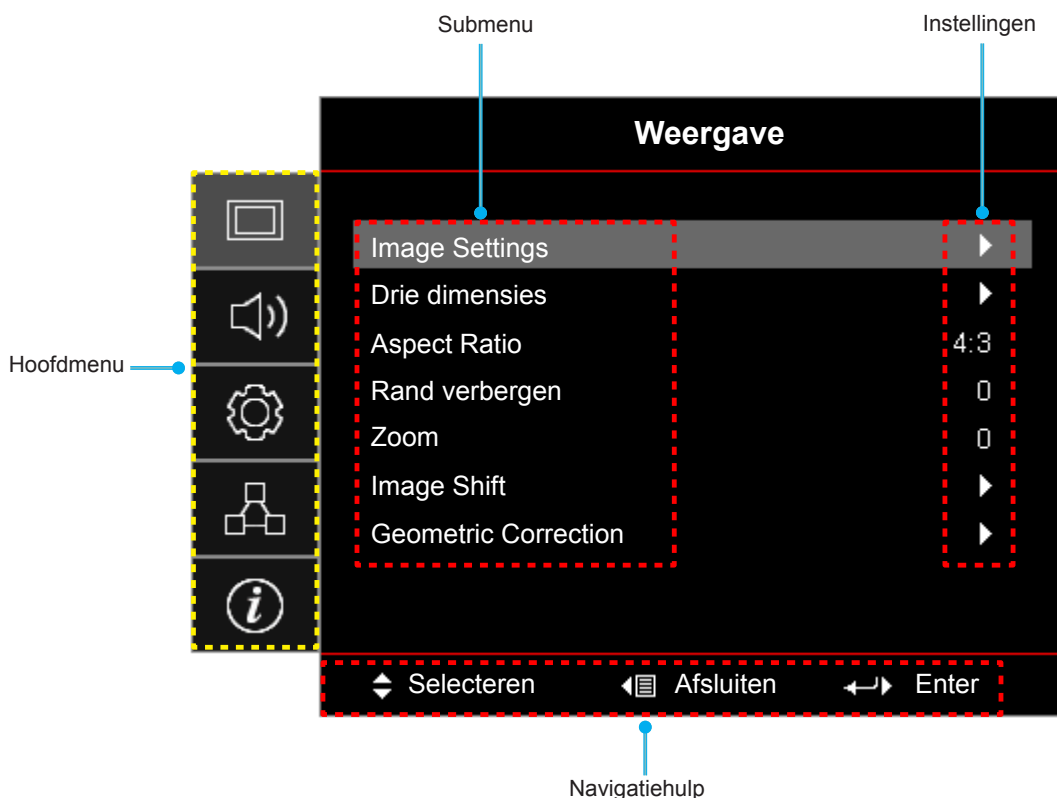 Submenu
Instellingen
Weergave
Image Settings
Drie dimensies
Aspect Ratio 4:3
Hoofdmenu
Rand verbergen 0
Zoom 0
Image Shift
Geometric Correction
i
Selecteren Afsluiten Enter
Navigatiehulp